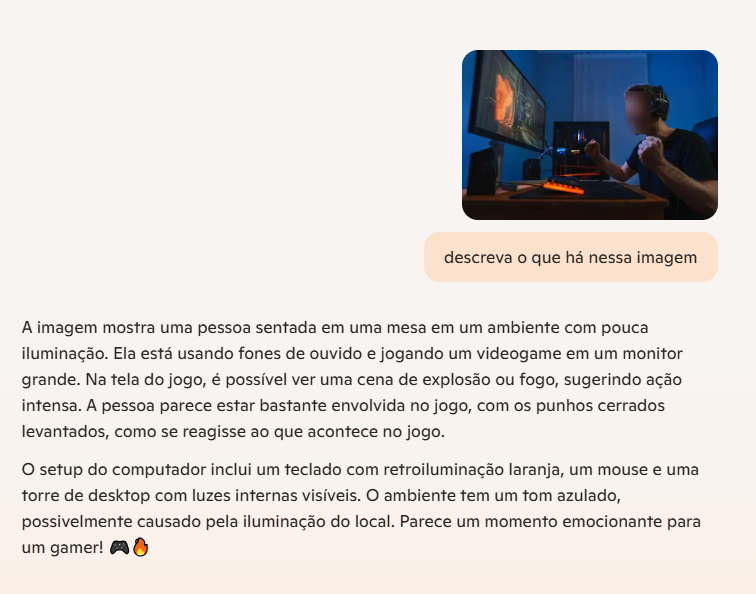 descreva o que há nessa imagem
A imagem mostra uma pessoa sentada em uma mesa em um ambiente com pouca
iluminação. Ela está usando fones de ouvido e jogando um videogame em um monitor
grande. Na tela do jogo, é possível ver uma cena de explosão ou fogo, sugerindo ação
intensa. A pessoa parece estar bastante envolvida no jogo, com os punhos cerrados
levantados, como se reagisse ao que acontece no jogo.
O setup do computador inclui um teclado com retroiluminação laranja, um mouse e uma
torre de desktop com luzes internas visíveis. O ambiente tem um tom azulado,
possivelmente causado pela iluminação do local. Parece um momento emocionante para
um gamer! 🎮🔥